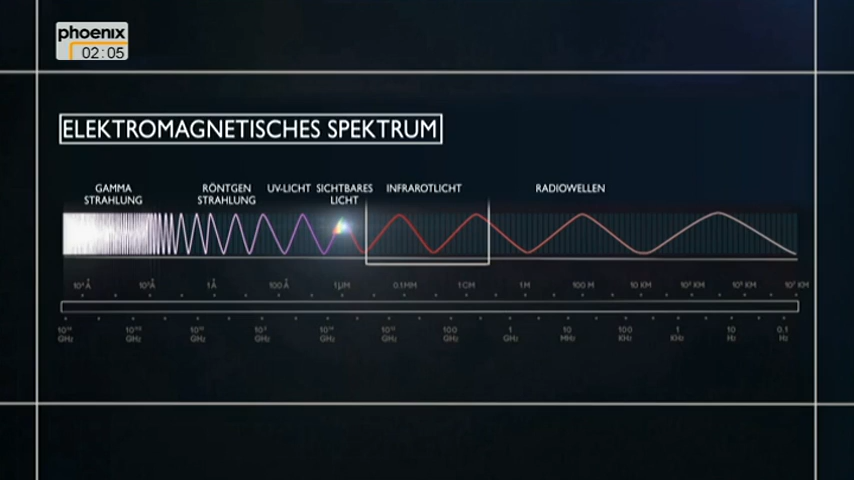 phoenix
02:05
ELEKTROMAGNETISCHES SPEKTRUM
GAMMA STRAHLUNG
RÖNTGEN STRAHLUNG
UV-LICHT
SICHTBARES LICHT
INFRAROTLICHT
RADIOWELLEN
1 Å
100 Å
1 µM
0.1 MM
1 CM
1 M
100 M
10 KM
GHz
GHz
GHz
GHz
GHz
GHz
100 GHz
1 GHz
10 MHz
100 KHz
1 KHz
10 Hz
0.1 Hz